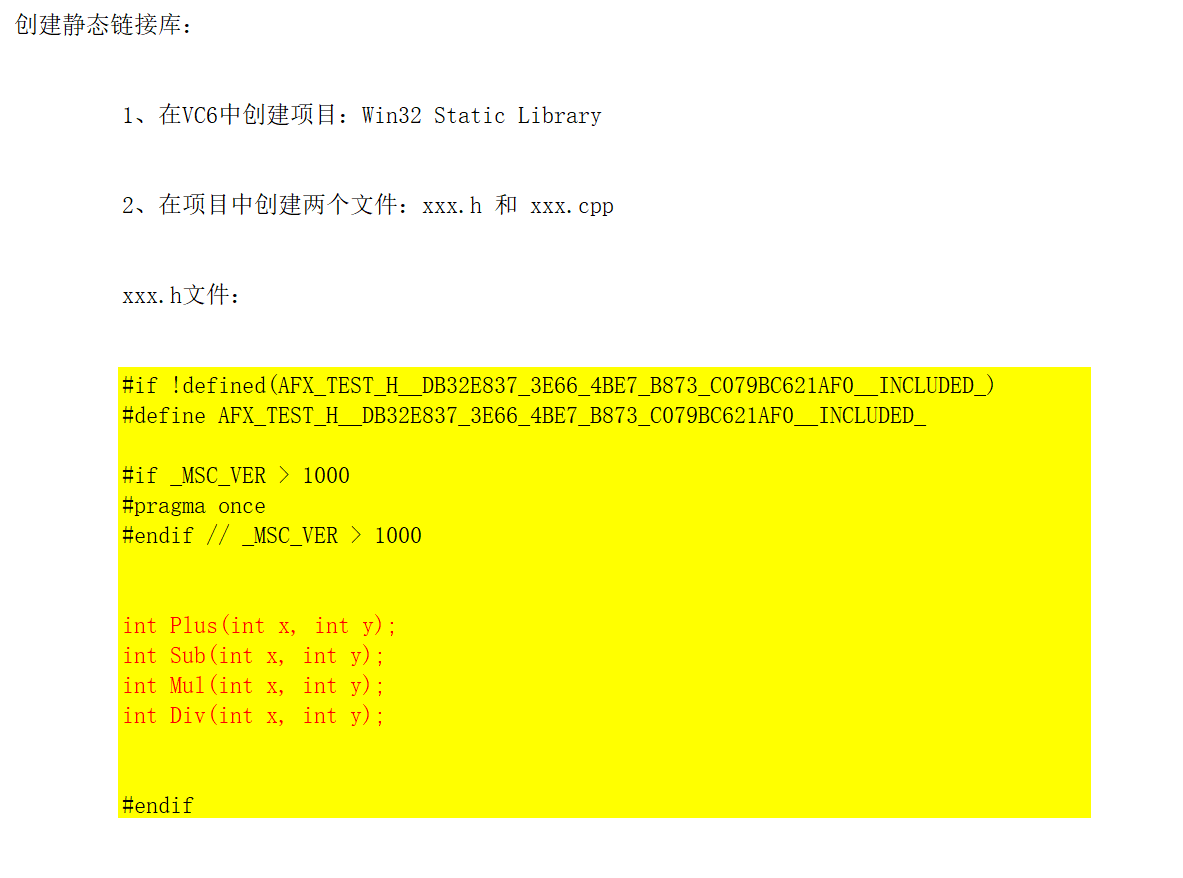 创建静态链接库：
1、在VC6中创建项目：Win32 Static Library
2、在项目中创建两个文件：xxx.h 和 xxx.cpp
xxx.h文件：
#if !defined(AFX_TEST_H__DB32E837_3E66_4BE7_B873_C079BC621AF0__INCLUDED_)
#define AFX_TEST_H__DB32E837_3E66_4BE7_B873_C079BC621AF0__INCLUDED_
#if _MSC_VER > 1000
#pragma once
#endif // _MSC_VER > 1000
int Plus(int x, int y);
int Sub(int x, int y);
int Mul(int x, int y);
int Div(int x, int y);
#endif